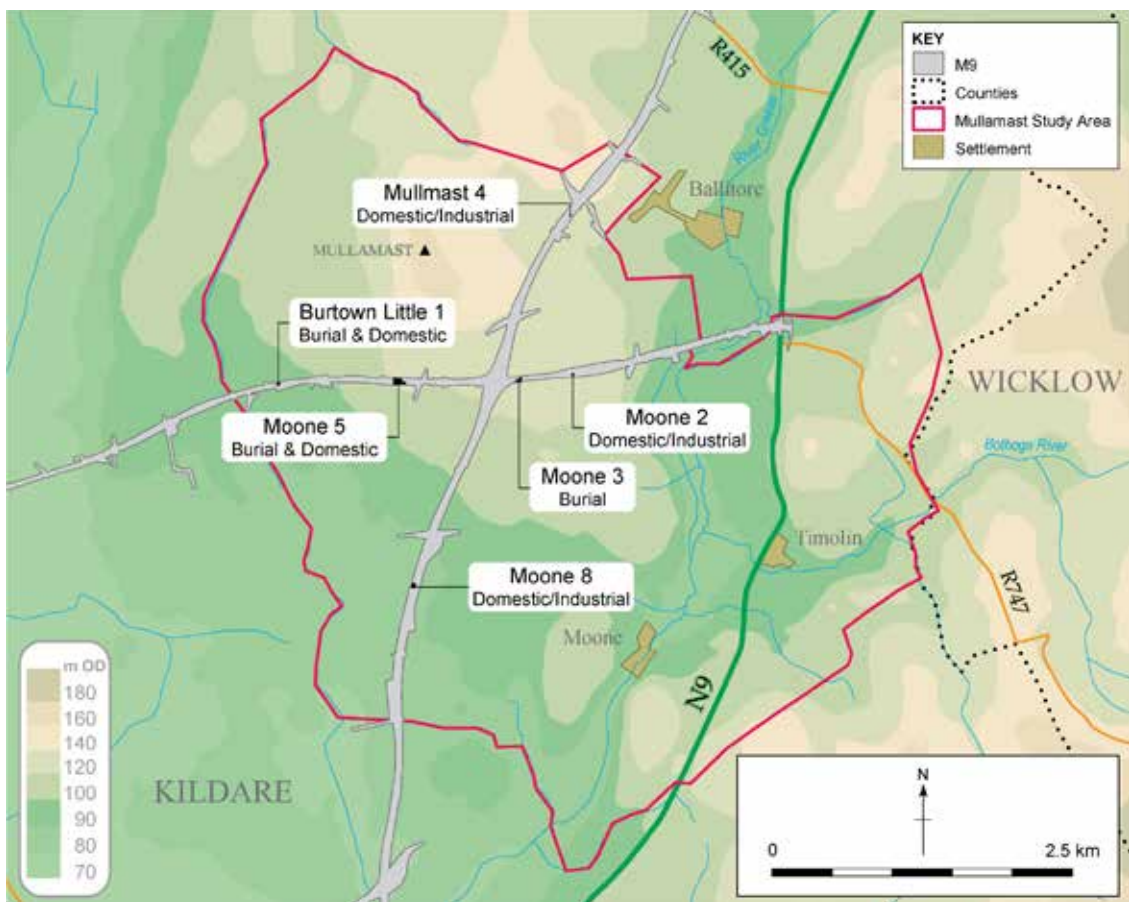 R415
KEY
M9
Counties
Mullamast Study Area
Settlement
River Greese
Ballitore
Mullmast 4
Domestic/Industrial
MULLAMAST
Burtown Little 1
Burial & Domestic
WICKLOW
Moone 5
Burial & Domestic
Moone 2
Domestic/Industrial
Moone 3
Burial
Timolin
Moone 8
Domestic/Industrial
Moone
R747
N9
m OD
180
160
140
120
100
90
80
70
KILDARE
N
0
2.5 km